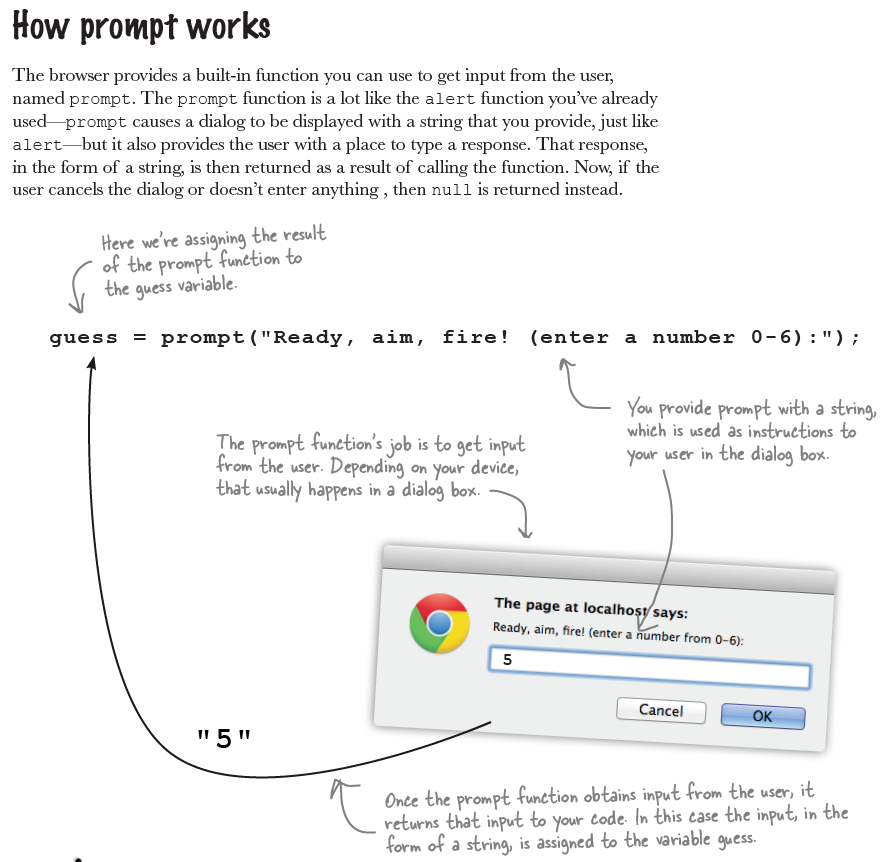 How prompt works
The browser provides a built-in function you can use to get input from the user,
named prompt. The prompt function is a lot like the alert function you've already
used—prompt causes a dialog to be displayed with a string that you provide, just like
alert—but it also provides the user with a place to type a response. That response,
in the form of a string, is then returned as a result of calling the function. Now, if the
user cancels the dialog or doesn't enter anything , then null is returned instead.
Here we're assigning the result
of the prompt function to
the guess variable.
guess = prompt("Ready, aim, fire! (enter a number 0-6):");
You provide prompt with a string,
which is used as instructions to
your user in the dialog box.
The prompt function's job is to get input
from the user. Depending on your device,
that usually happens in a dialog box.
The page at localhost says:
Ready, aim, fire! (enter a number from 0-6):
5
Cancel
OK
"5"
Once the prompt function obtains input from the user, it
returns that input to your code. In this case the input, in the
form of a string, is assigned to the variable guess.